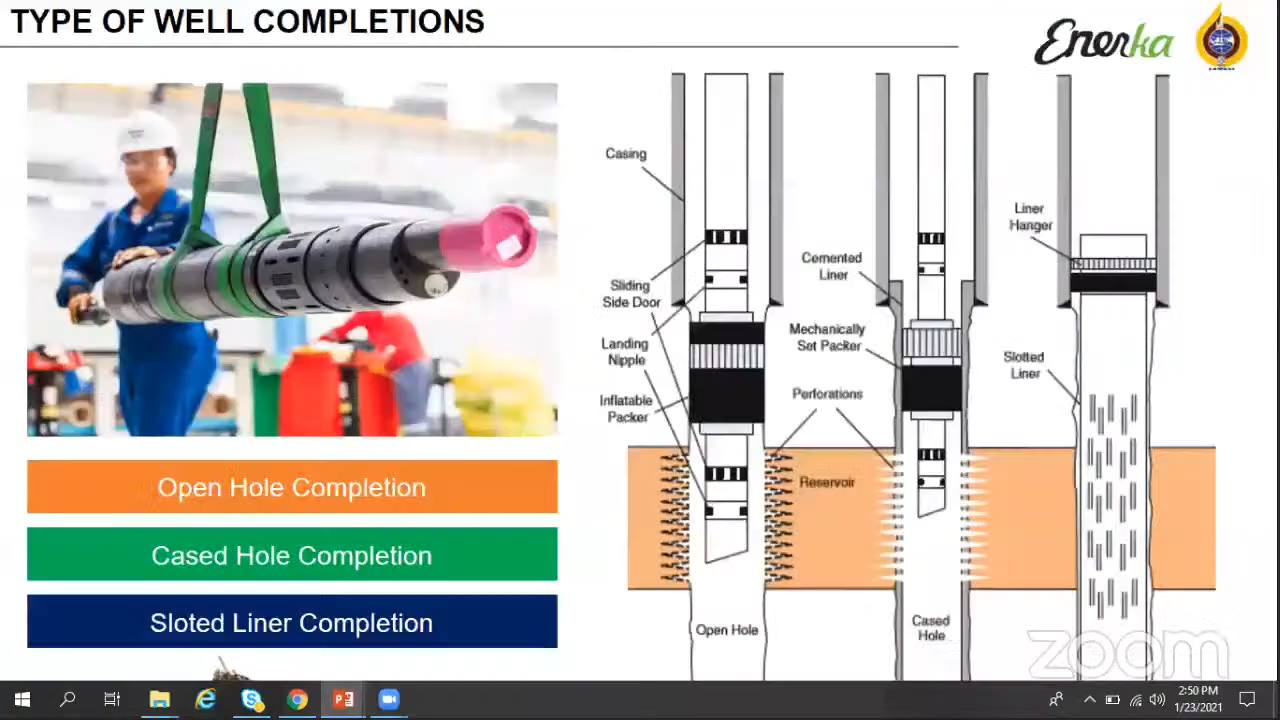 TYPE OF WELL COMPLETIONS
Enerka
Casing
Sliding
Side Door
Landing
Nipple
Inflatable
Packer
Cemented
Liner
Mechanically
Set Packer
Perforations
Reservoir
Liner
Hanger
Slotted
Liner
Open Hole
Cased
Hole
Open Hole Completion
Cased Hole Completion
Sloted Liner Completion
zoom
2:50 PM
1/23/2021